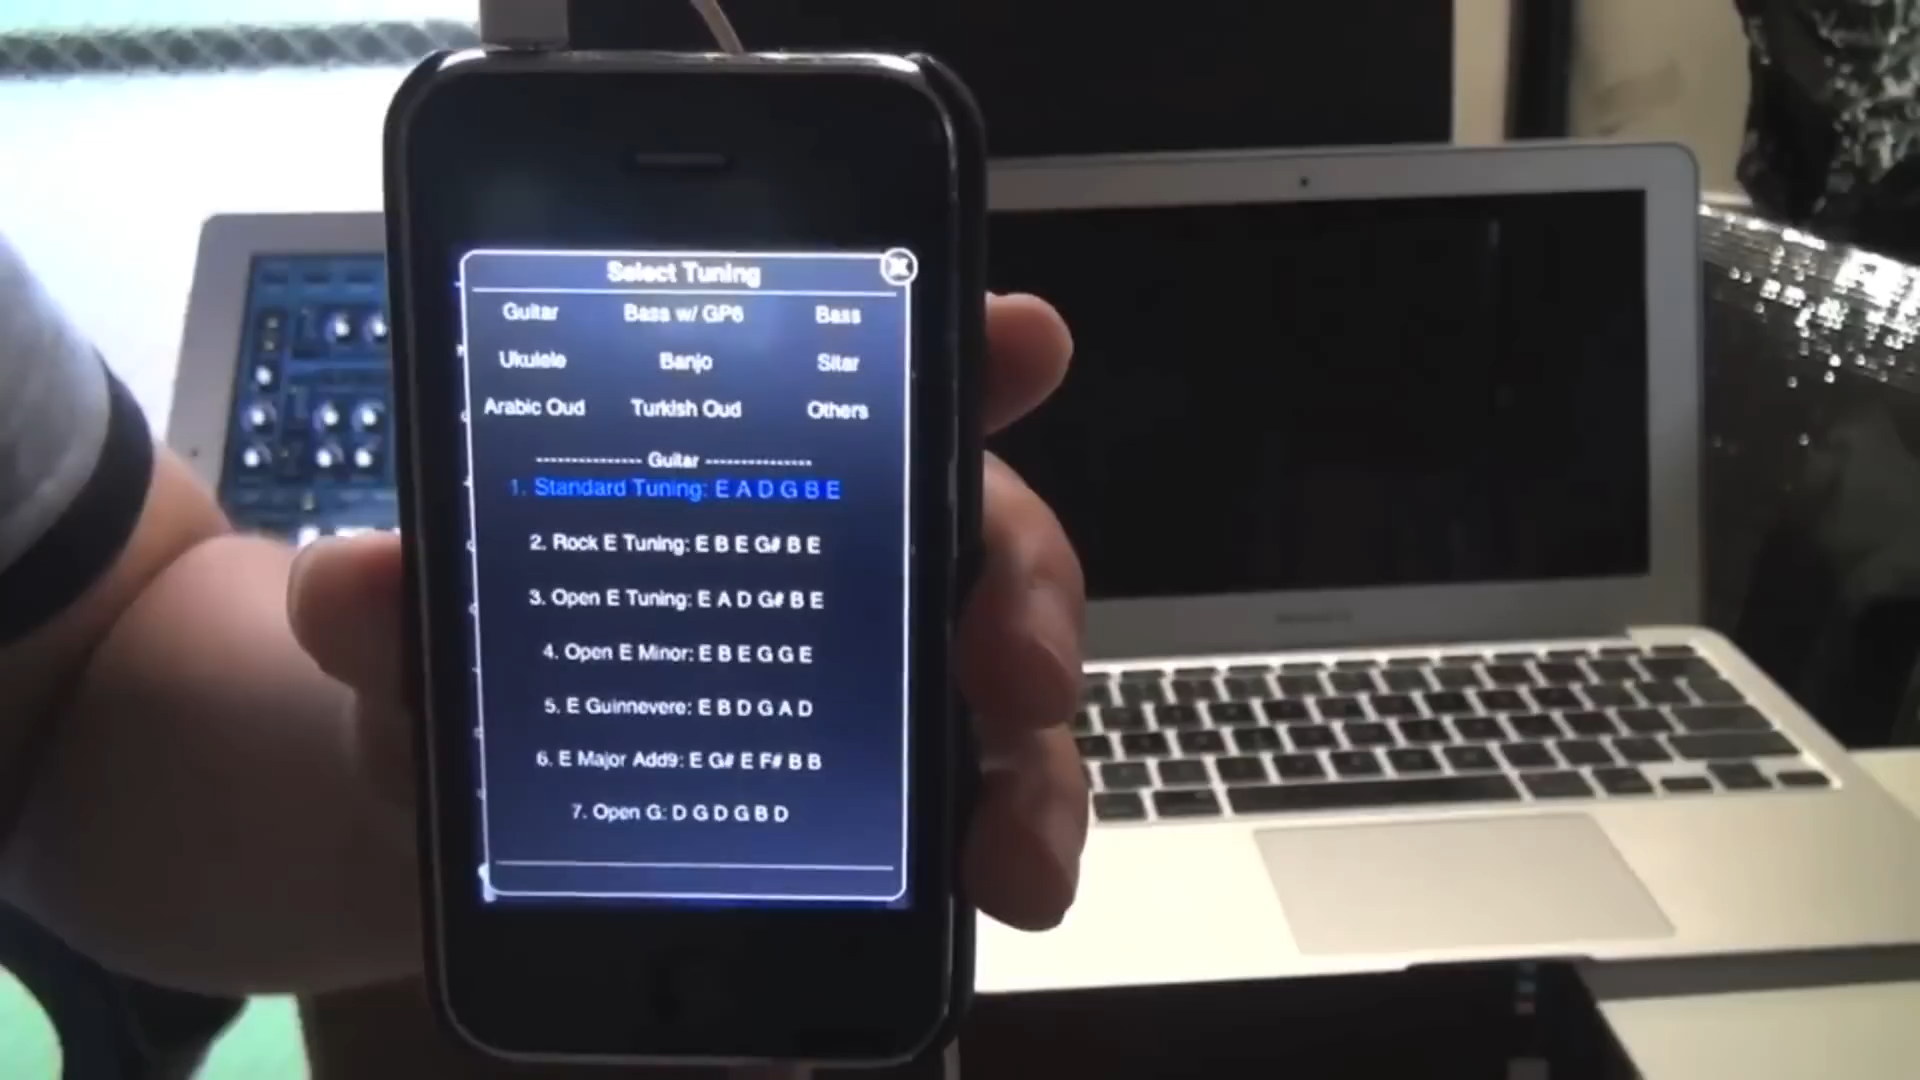 Select Tuning
Guitar Bass w/ GP6 Bass
Ukulele Banjo Sitar
Arabic Oud Turkish Oud Others
--------------- Guitar ---------------
1. Standard Tuning: E A D G B E
2. Rock E Tuning: E B E G# B E
3. Open E Tuning: E A D G# B E
4. Open E Minor: E B E G G E
5. E Guinnevere: E B D G A D
6. E Major Add9: E G# E F# B B
7. Open G: D G D G B D